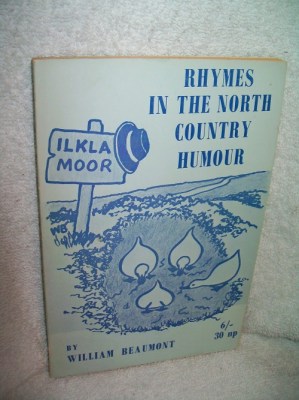 RHYMES
IN THE NORTH
COUNTRY
HUMOUR
ILKLA
MOOR
BY
WILLIAM BEAUMONT
6/-
30 np